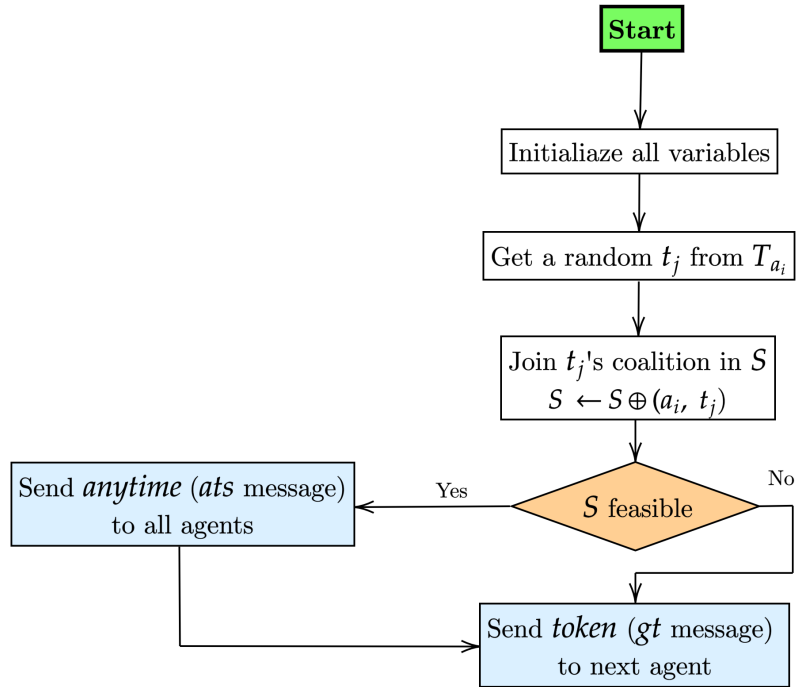 Start
Initialiaze all variables
Get a random t_j from T_{a_i}
Join t_j's coalition in S
S ← S ⊕ (a_i, t_j)
Send anytime (ats message)
to all agents
Yes
S feasible
No
Send token (gt message)
to next agent